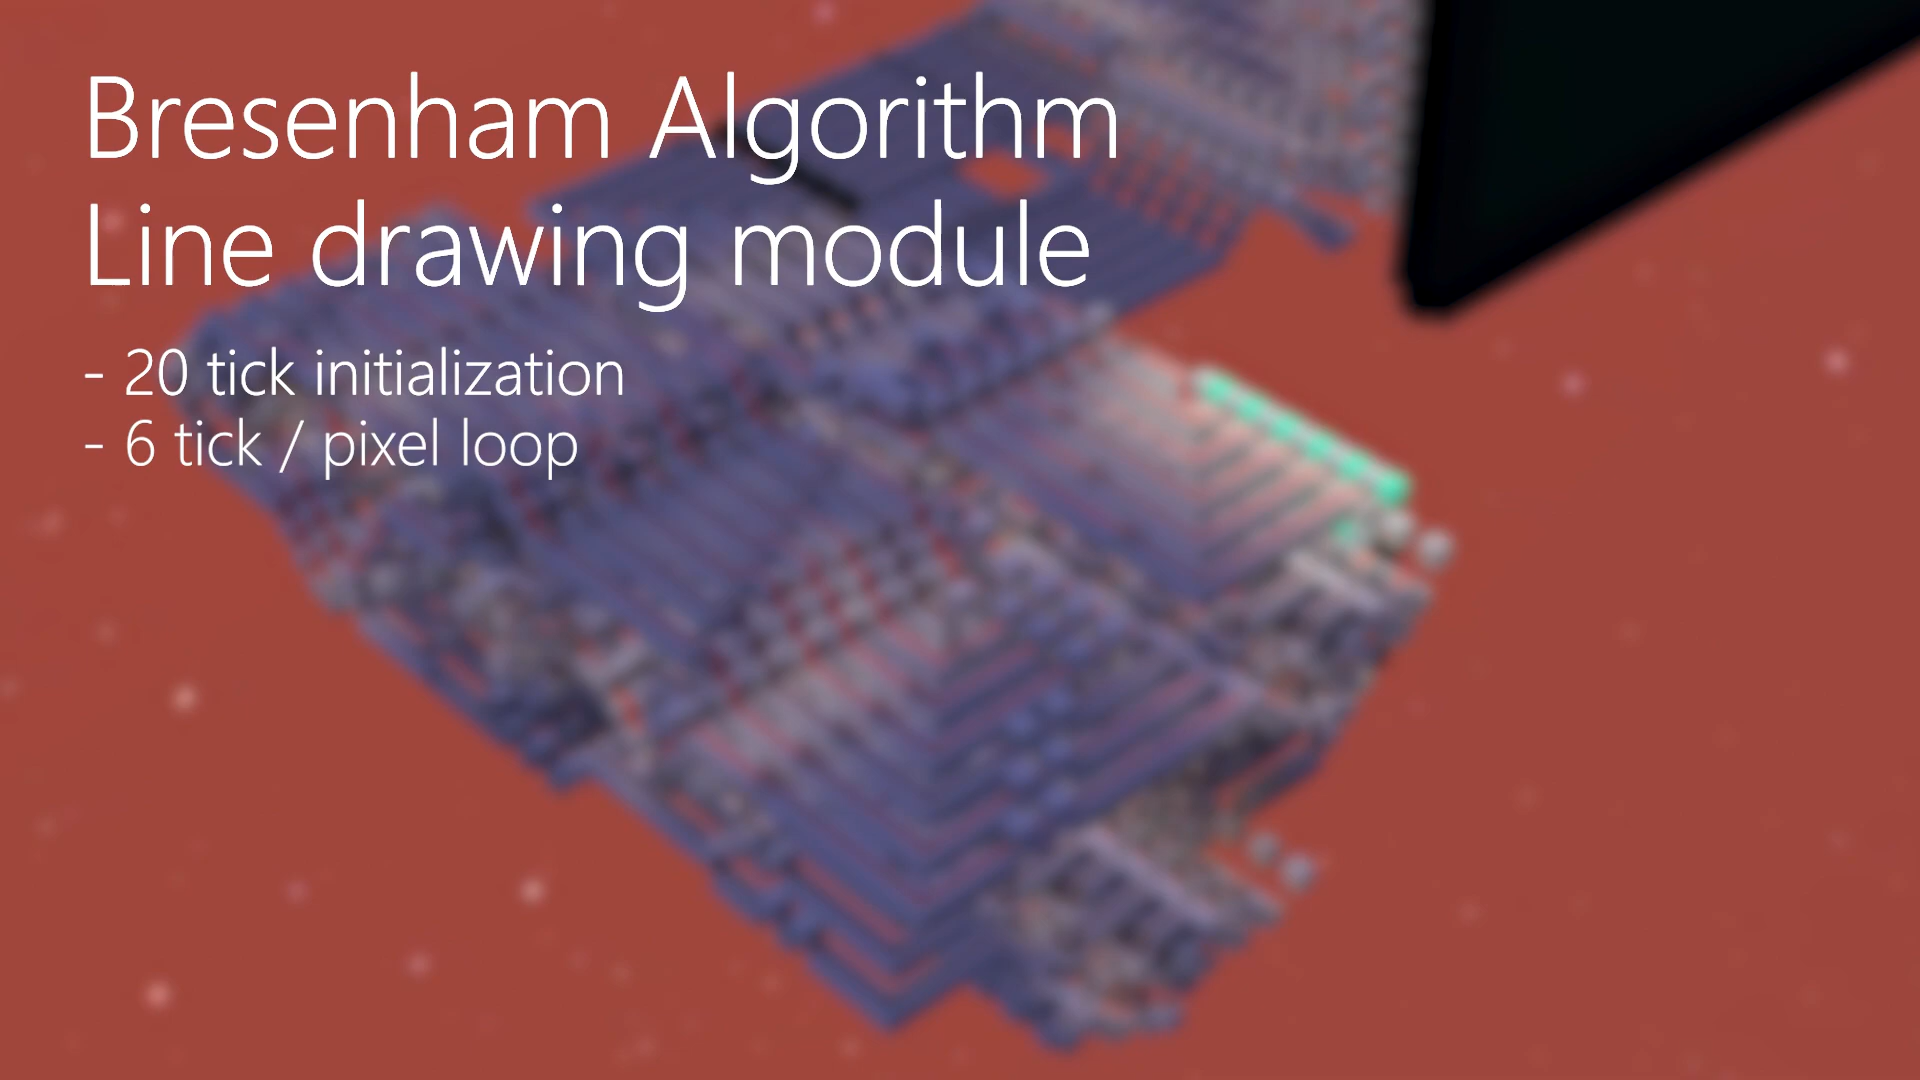 Bresenham Algorithm
Line drawing module
- 20 tick initialization
- 6 tick / pixel loop